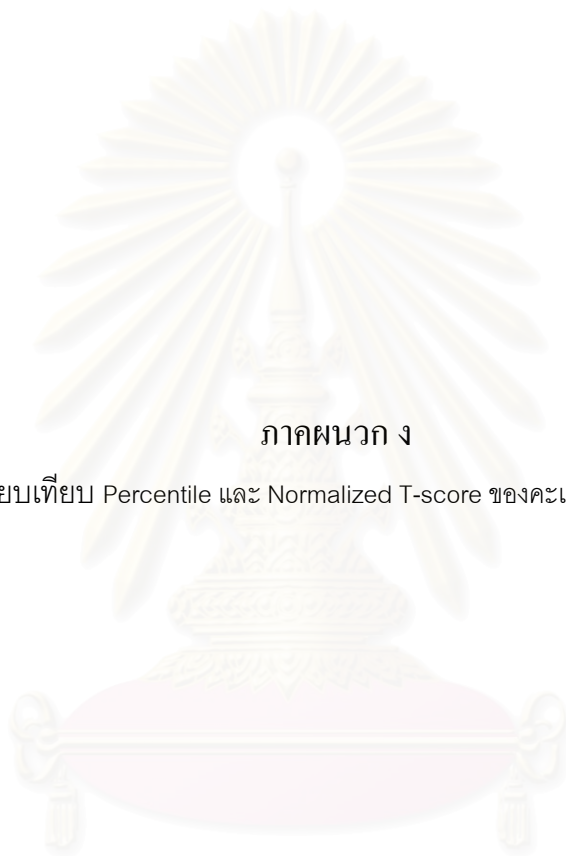 ภาคผนวก ง
ยบเทียบ Percentile และ Normalized T-score ของคะเ